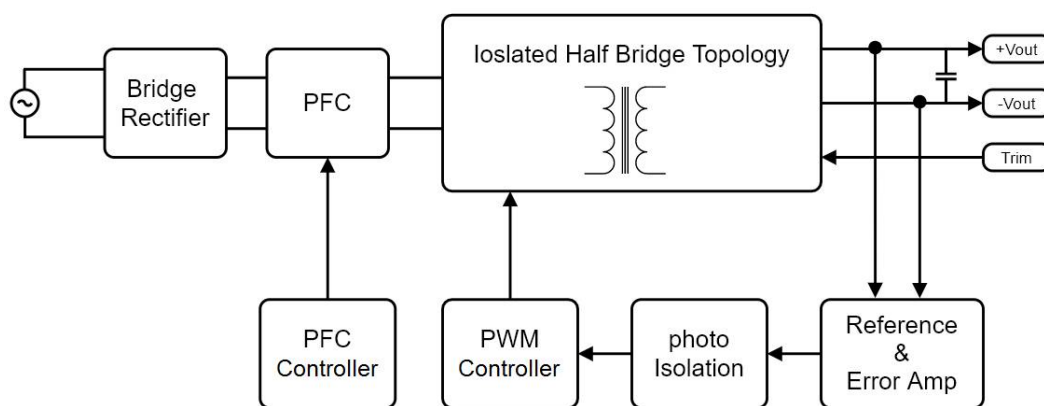 Ioslated Half Bridge Topology
+Vout
-Vout
Trim
Bridge
Rectifier
PFC
PFC
Controller
PWM
Controller
photo
Isolation
Reference
&
Error Amp